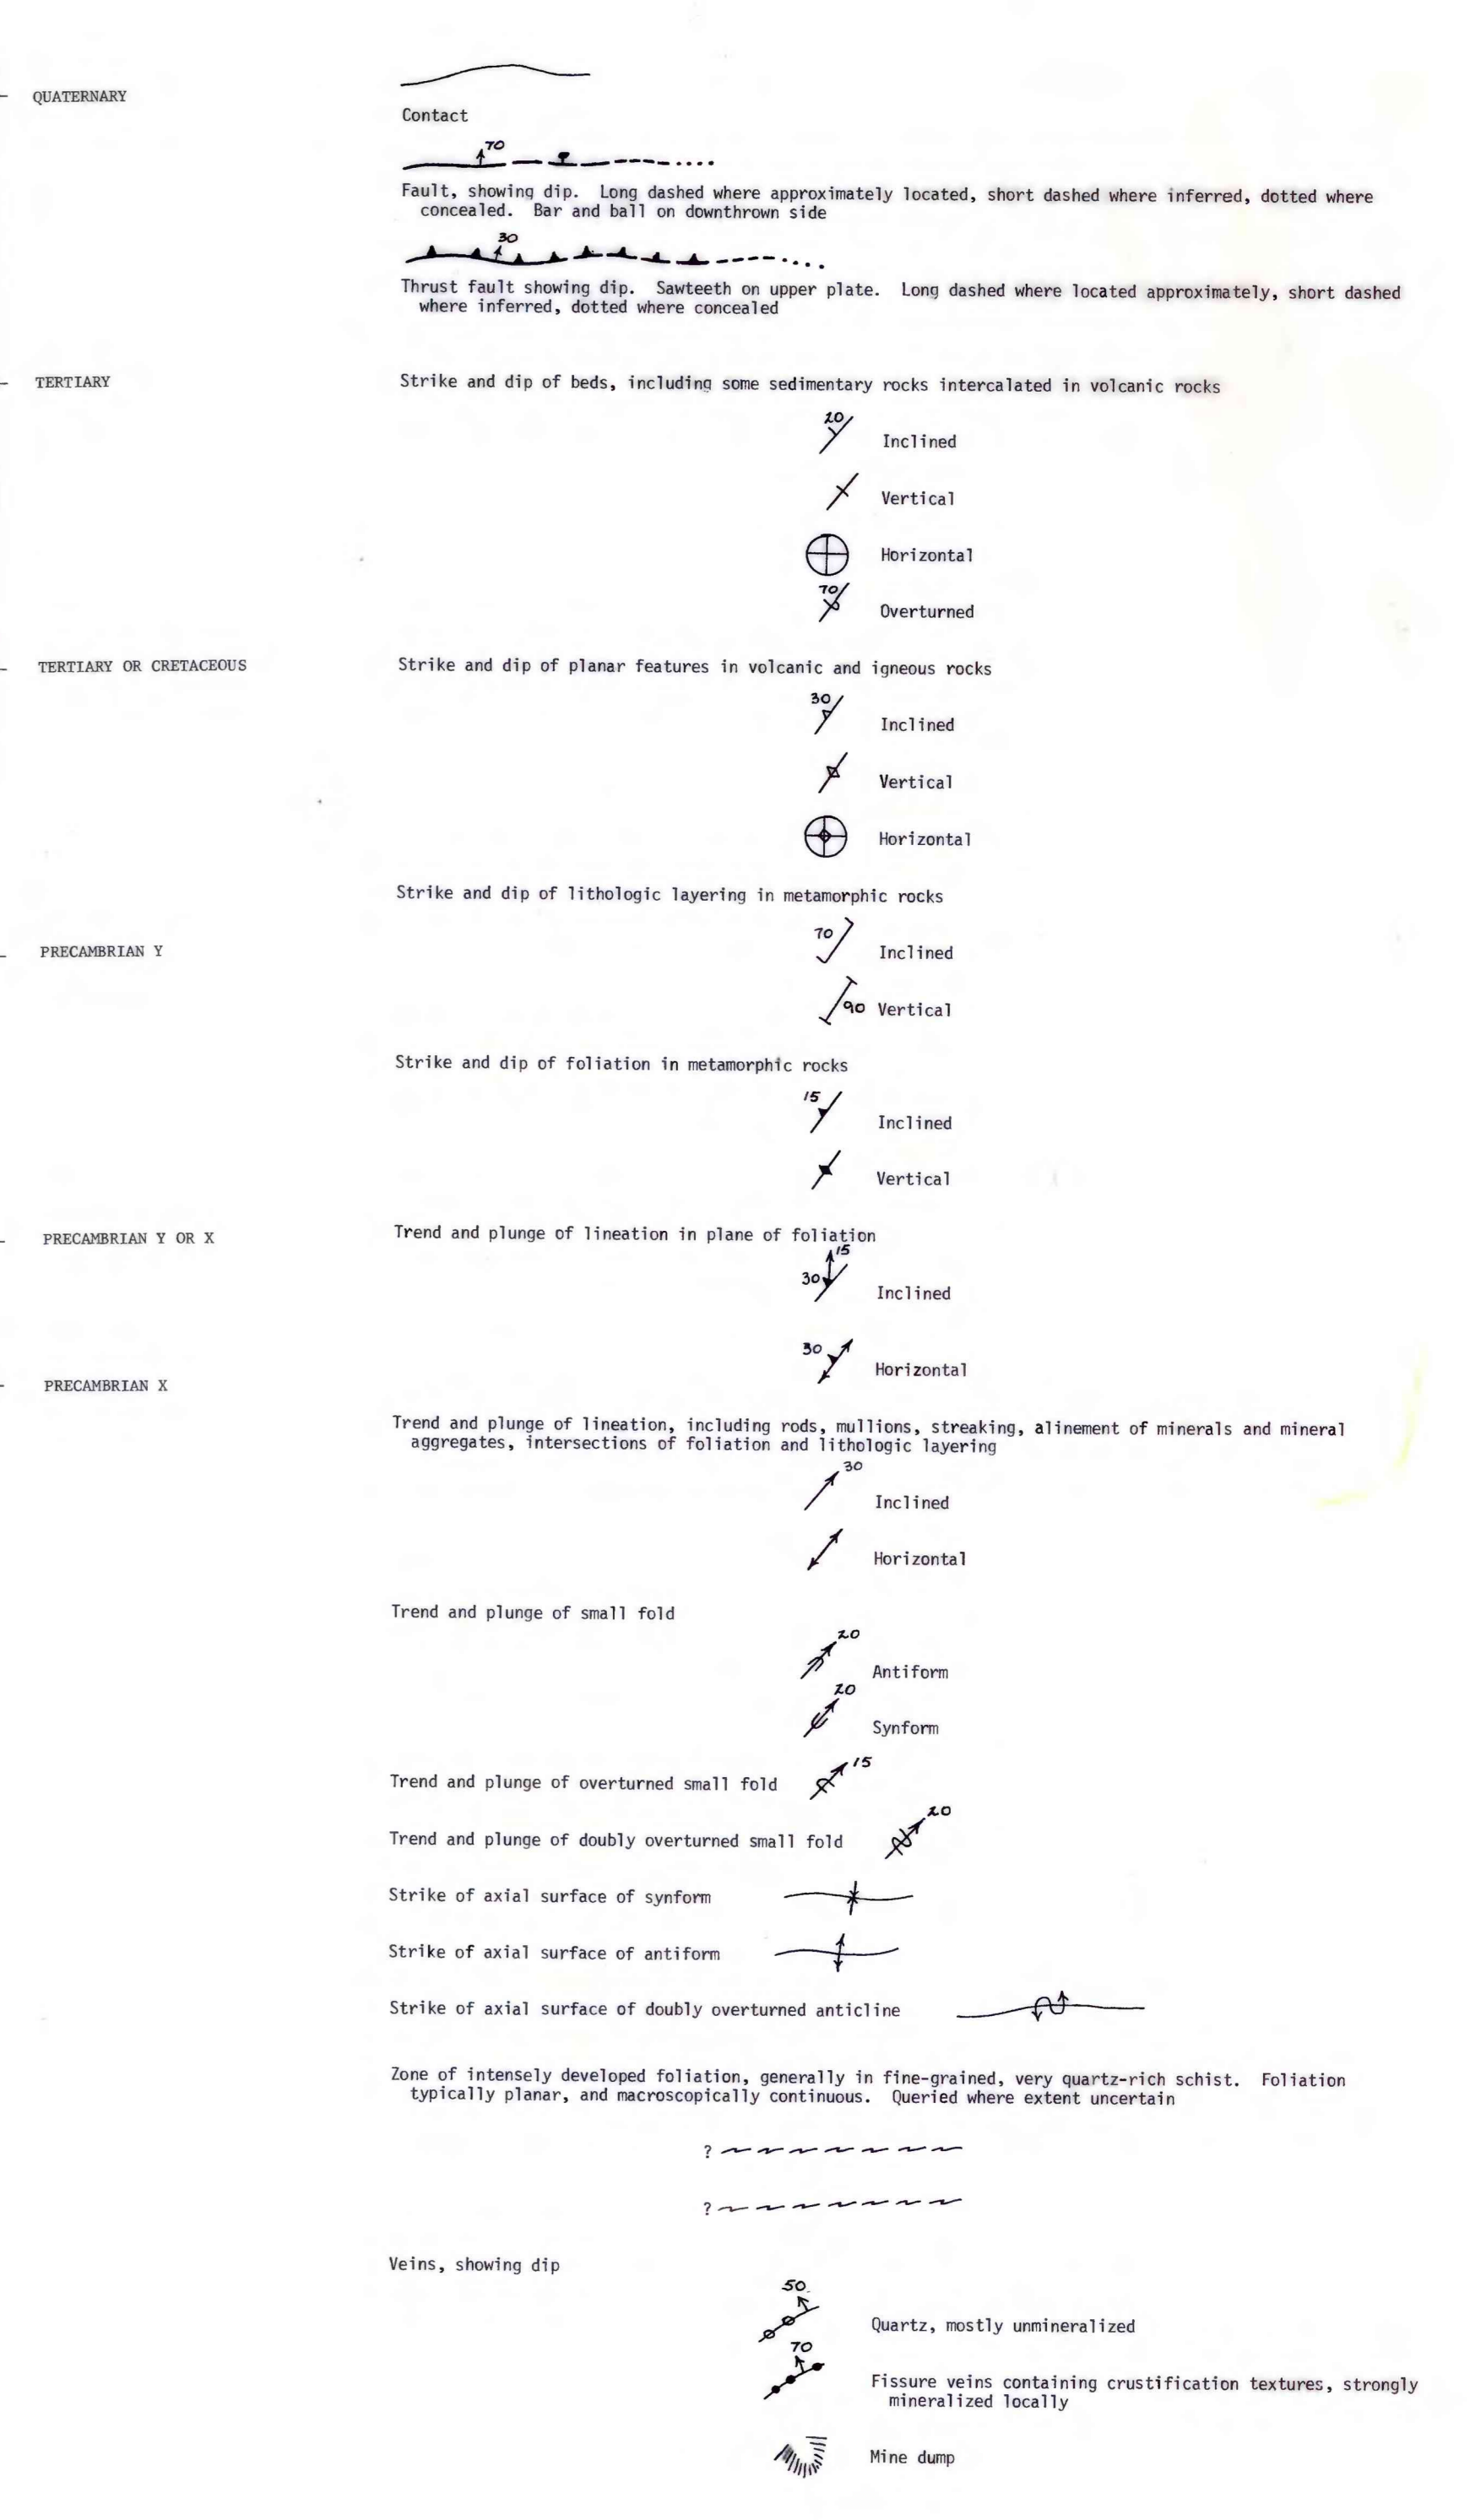 QUATERNARY
Contact
70
Fault, showing dip. Long dashed where approximately located, short dashed where inferred, dotted where
concealed. Bar and ball on downthrown side
30
Thrust fault showing dip. Sawteeth on upper plate. Long dashed where located approximately, short dashed
where inferred, dotted where concealed
TERTIARY
Strike and dip of beds, including some sedimentary rocks intercalated in volcanic rocks
20
Inclined
Vertical
Horizontal
70
Overturned
TERTIARY OR CRETACEOUS
Strike and dip of planar features in volcanic and igneous rocks
30
Inclined
Vertical
Horizontal
Strike and dip of lithologic layering in metamorphic rocks
PRECAMBRIAN Y
70
Inclined
90 Vertical
Strike and dip of foliation in metamorphic rocks
15
Inclined
Vertical
PRECAMBRIAN Y OR X
Trend and plunge of lineation in plane of foliation
15
30
Inclined
30
Horizontal
PRECAMBRIAN X
Trend and plunge of lineation, including rods, mullions, streaking, alinement of minerals and mineral
aggregates, intersections of foliation and lithologic layering
30
Inclined
Horizontal
Trend and plunge of small fold
20
Antiform
20
Synform
Trend and plunge of overturned small fold 15
Trend and plunge of doubly overturned small fold 20
Strike of axial surface of synform
Strike of axial surface of antiform
Strike of axial surface of doubly overturned anticline
Zone of intensely developed foliation, generally in fine-grained, very quartz-rich schist. Foliation
typically planar, and macroscopically continuous. Queried where extent uncertain
?
?
Veins, showing dip
50
Quartz, mostly unmineralized
70
Fissure veins containing crustification textures, strongly
mineralized locally
Mine dump